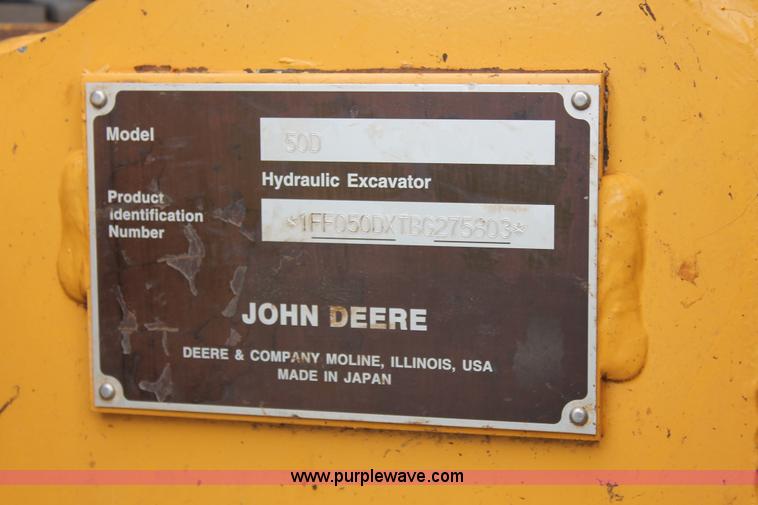 Model
50D
Hydraulic Excavator
Product
Identification
Number
*1FF050DXTBG275603*
JOHN DEERE
DEERE & COMPANY MOLINE, ILLINOIS, USA
MADE IN JAPAN
www.purplewave.com